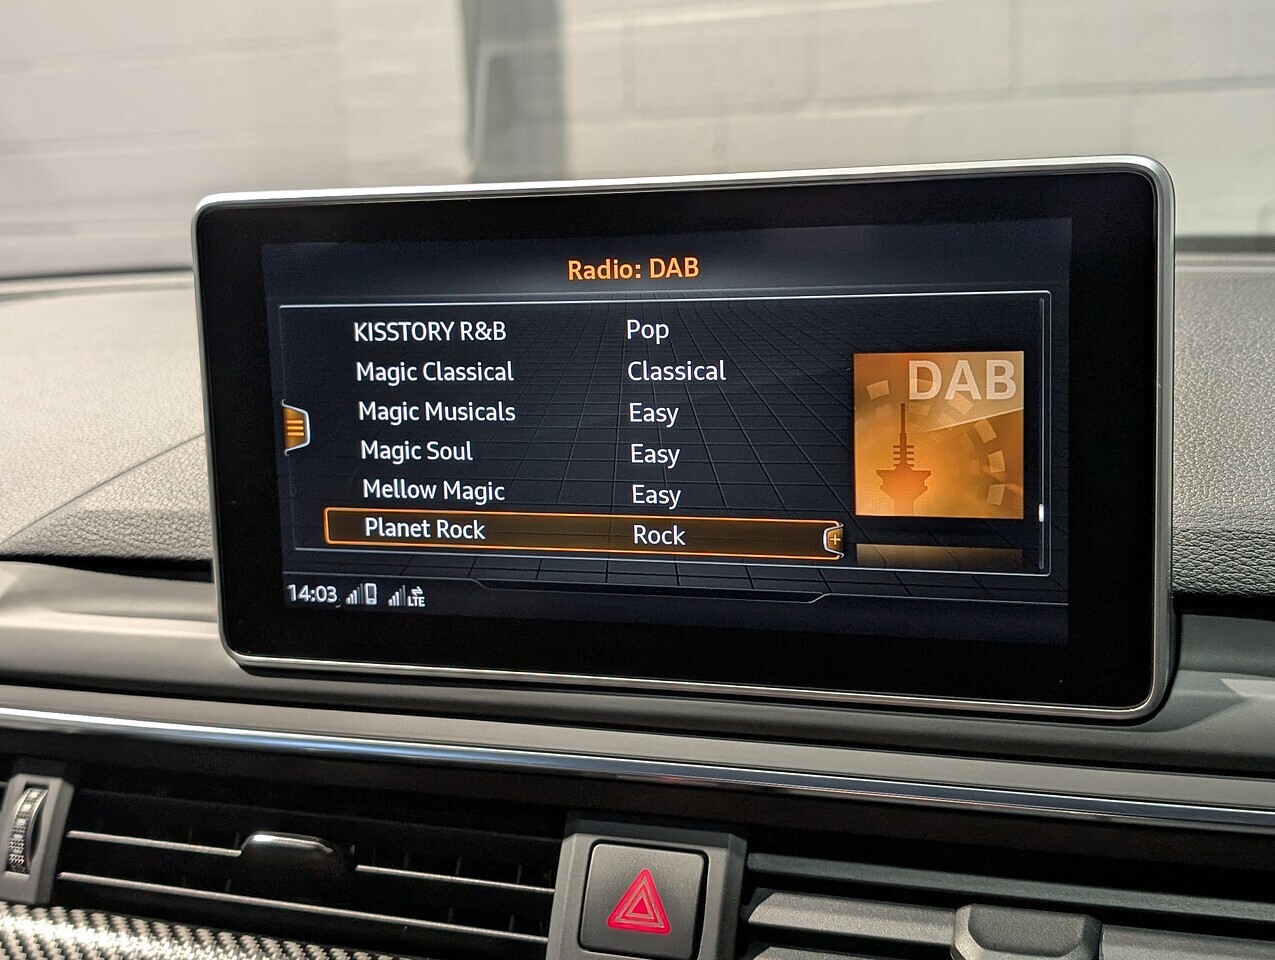 Radio: DAB
KISSTORY R&B Pop
Magic Classical Classical
Magic Musicals Easy
Magic Soul Easy
Mellow Magic Easy
Planet Rock Rock
DAB
14:03 LTE